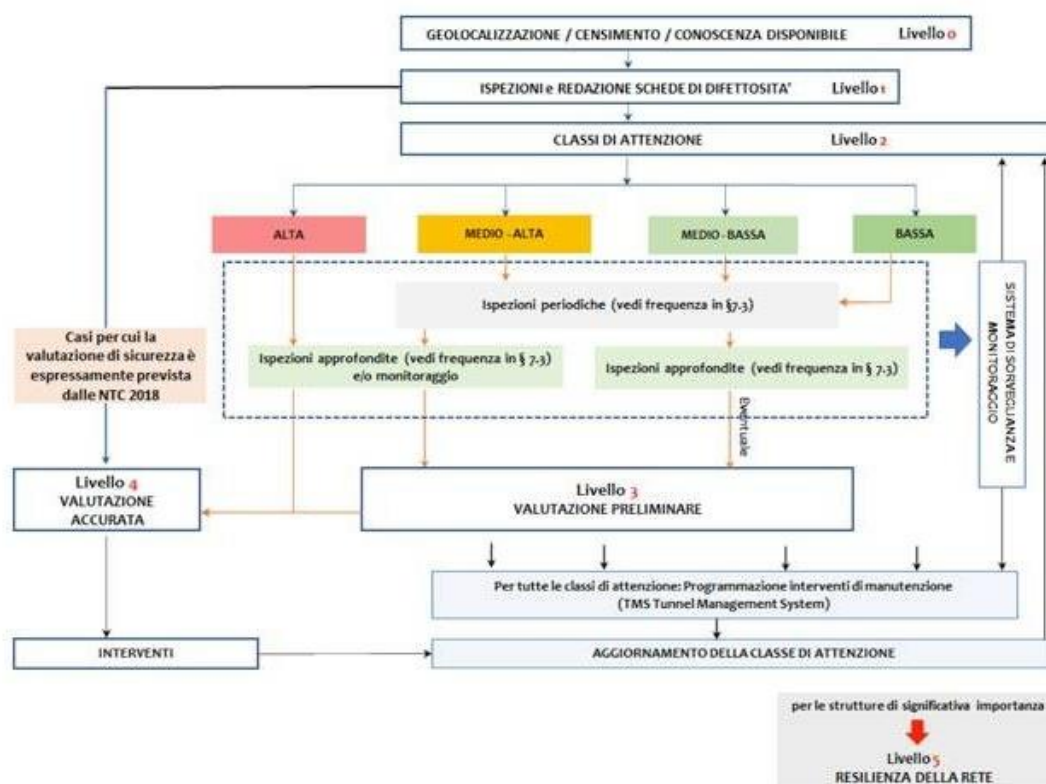 GEOLOCALIZZAZIONE / CENSIMENTO / CONOSCENZA DISPONIBILE Livello 0
ISPEZIONI e REDAZIONE SCHEDE DI DIFETTOSITA' Livello 1
CLASSI DI ATTENZIONE Livello 2
ALTA
MEDIO - ALTA
MEDIO - BASSA
BASSA
Ispezioni periodiche (vedi frequenza in §7.3)
Casi per cui la
valutazione di sicurezza è
espressamente prevista
dalle NTC 2018
Ispezioni approfondite (vedi frequenza in § 7.3)
e/o monitoraggio
Ispezioni approfondite (vedi frequenza in § 7.3)
SISTEMA DI SORVEGLIANZA E
MONITORAGGIO
Eventuale
Livello 4
VALUTAZIONE
ACCURATA
Livello 3
VALUTAZIONE PRELIMINARE
Per tutte le classi di attenzione: Programmazione interventi di manutenzione
(TMS Tunnel Management System)
INTERVENTI
AGGIORNAMENTO DELLA CLASSE DI ATTENZIONE
per le strutture di significativa importanza
Livello 5
RESILIENZA DELLA RETE